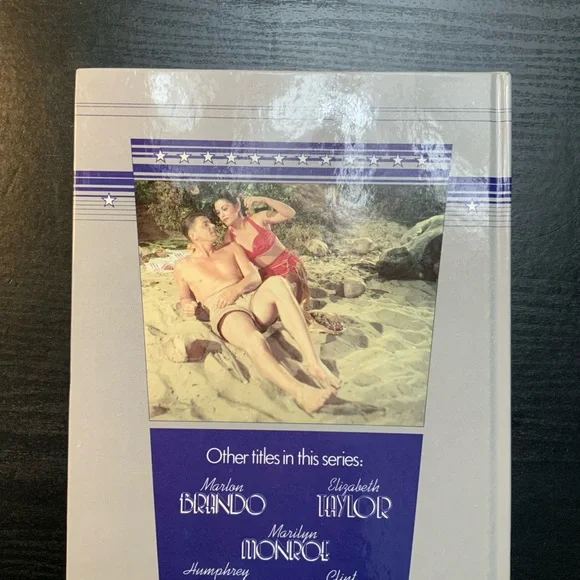 Other titles in this series:
Marlon Elizabeth
BRANDO TAYLOR
Marilyn
MONROE
Humphrey Clint